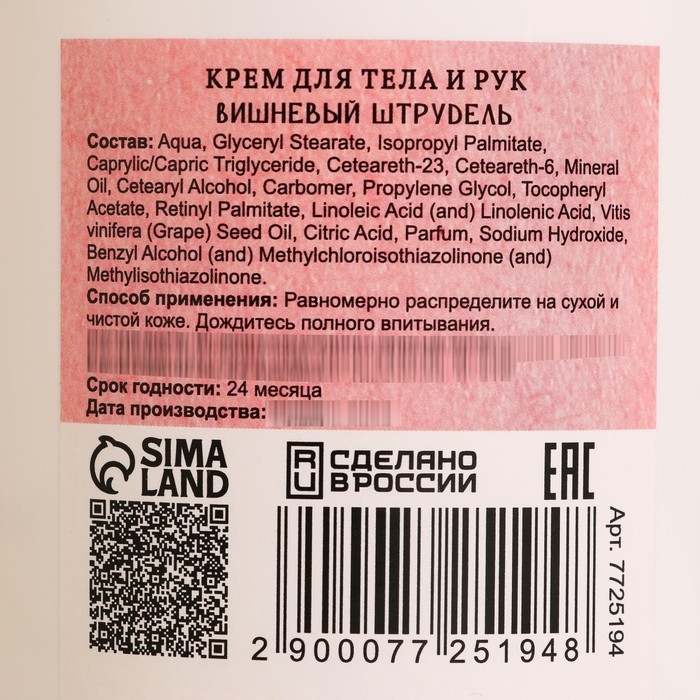 КРЕМ ДЛЯ ТЕЛА И РУК
ВИШНЕВЫЙ ШТРУДЕЛЬ
Состав: Aqua, Glyceryl Stearate, Isopropyl Palmitate,
Caprylic/Capric Triglyceride, Ceteareth-23, Ceteareth-6, Mineral
Oil, Cetearyl Alcohol, Carbomer, Propylene Glycol, Tocopheryl
Acetate, Retinyl Palmitate, Linoleic Acid (and) Linolenic Acid, Vitis
vinifera (Grape) Seed Oil, Citric Acid, Parfum, Sodium Hydroxide,
Benzyl Alcohol (and) Methylchloroisothiazolinone (and)
Methylisothiazolinone.
Способ применения: Равномерно распределите на сухой и
чистой коже. Дождитесь полного впитывания.
Срок годности: 24 месяца
Дата производства:
SIMA
LAND
RU
СДЕЛАНО
В РОССИИ
EAC
Арт. 7725194
2 900077 251948